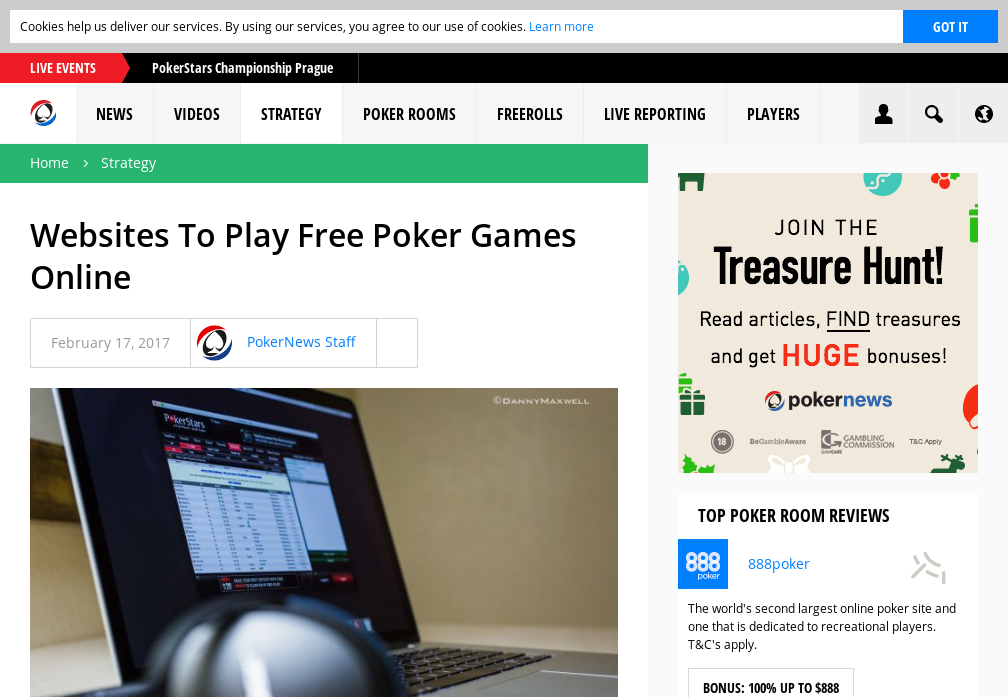 Cookies help us deliver our services. By using our services, you agree to our use of cookies. Learn more
GOT IT
LIVE EVENTS
PokerStars Championship Prague
NEWS
VIDEOS
STRATEGY
POKER ROOMS
FREEROLLS
LIVE REPORTING
PLAYERS
Home
Strategy
Websites To Play Free Poker Games
Online
February 17, 2017
PokerNews Staff
©DANNYMAXWELL
PokerStars
JOIN THE
Treasure Hunt!
Read articles, FIND treasures
and get HUGE bonuses!
pokernews
18
BeGambleAware
GAMCARE
GAMBLING
COMMISSION
T&C Apply
TOP POKER ROOM REVIEWS
888
poker
888poker
The world's second largest online poker site and
one that is dedicated to recreational players.
T&C's apply.
BONUS: 100% UP TO $888